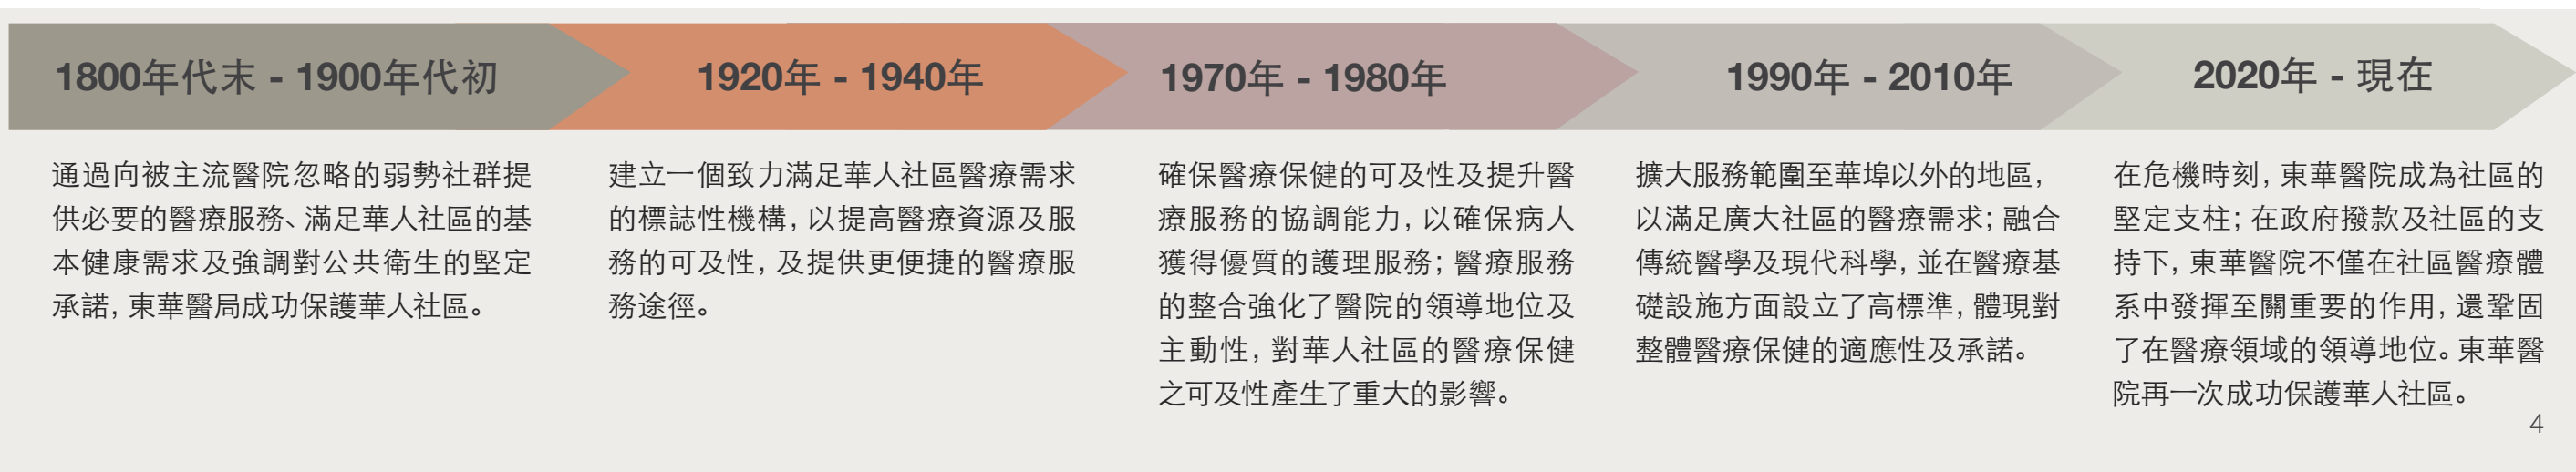 1800年代末 - 1900年代初
通過向被主流醫院忽略的弱勢社群提
供必要的醫療服務、滿足華人社區的基
本健康需求及強調對公共衛生的堅定
承諾, 東華醫局成功保護華人社區。
1920年 - 1940年
建立一個致力滿足華人社區醫療需求
的標誌性機構, 以提高醫療資源及服
務的可及性, 及提供更便捷的醫療服
務途徑。
1970年 - 1980年
確保醫療保健的可及性及提升醫
療服務的協調能力, 以確保病人
獲得優質的護理服務; 醫療服務
的整合強化了醫院的領導地位及
主動性, 對華人社區的醫療保健
之可及性產生了重大的影響。
1990年 - 2010年
擴大服務範圍至華埠以外的地區,
以滿足廣大社區的醫療需求; 融合
傳統醫學及現代科學, 並在醫療基
礎設施方面設立了高標準, 體現對
整體醫療保健的適應性及承諾。
2020年 - 現在
在危機時刻, 東華醫院成為社區的
堅定支柱; 在政府撥款及社區的支
持下, 東華醫院不僅在社區醫療體
系中發揮至關重要的作用, 還鞏固
了在醫療領域的領導地位。東華醫
院再一次成功保護華人社區。
4